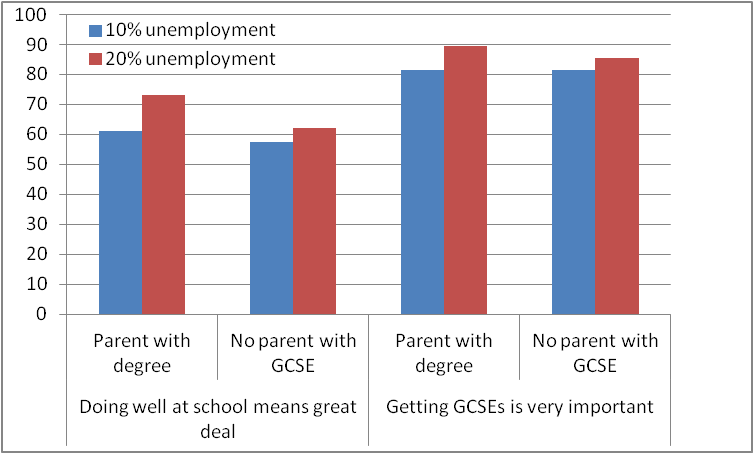 100
90
80
70
60
50
40
30
20
10
0
10% unemployment
20% unemployment
Parent with
degree
No parent with
GCSE
Parent with
degree
No parent with
GCSE
Doing well at school means great
deal
Getting GCSEs is very important